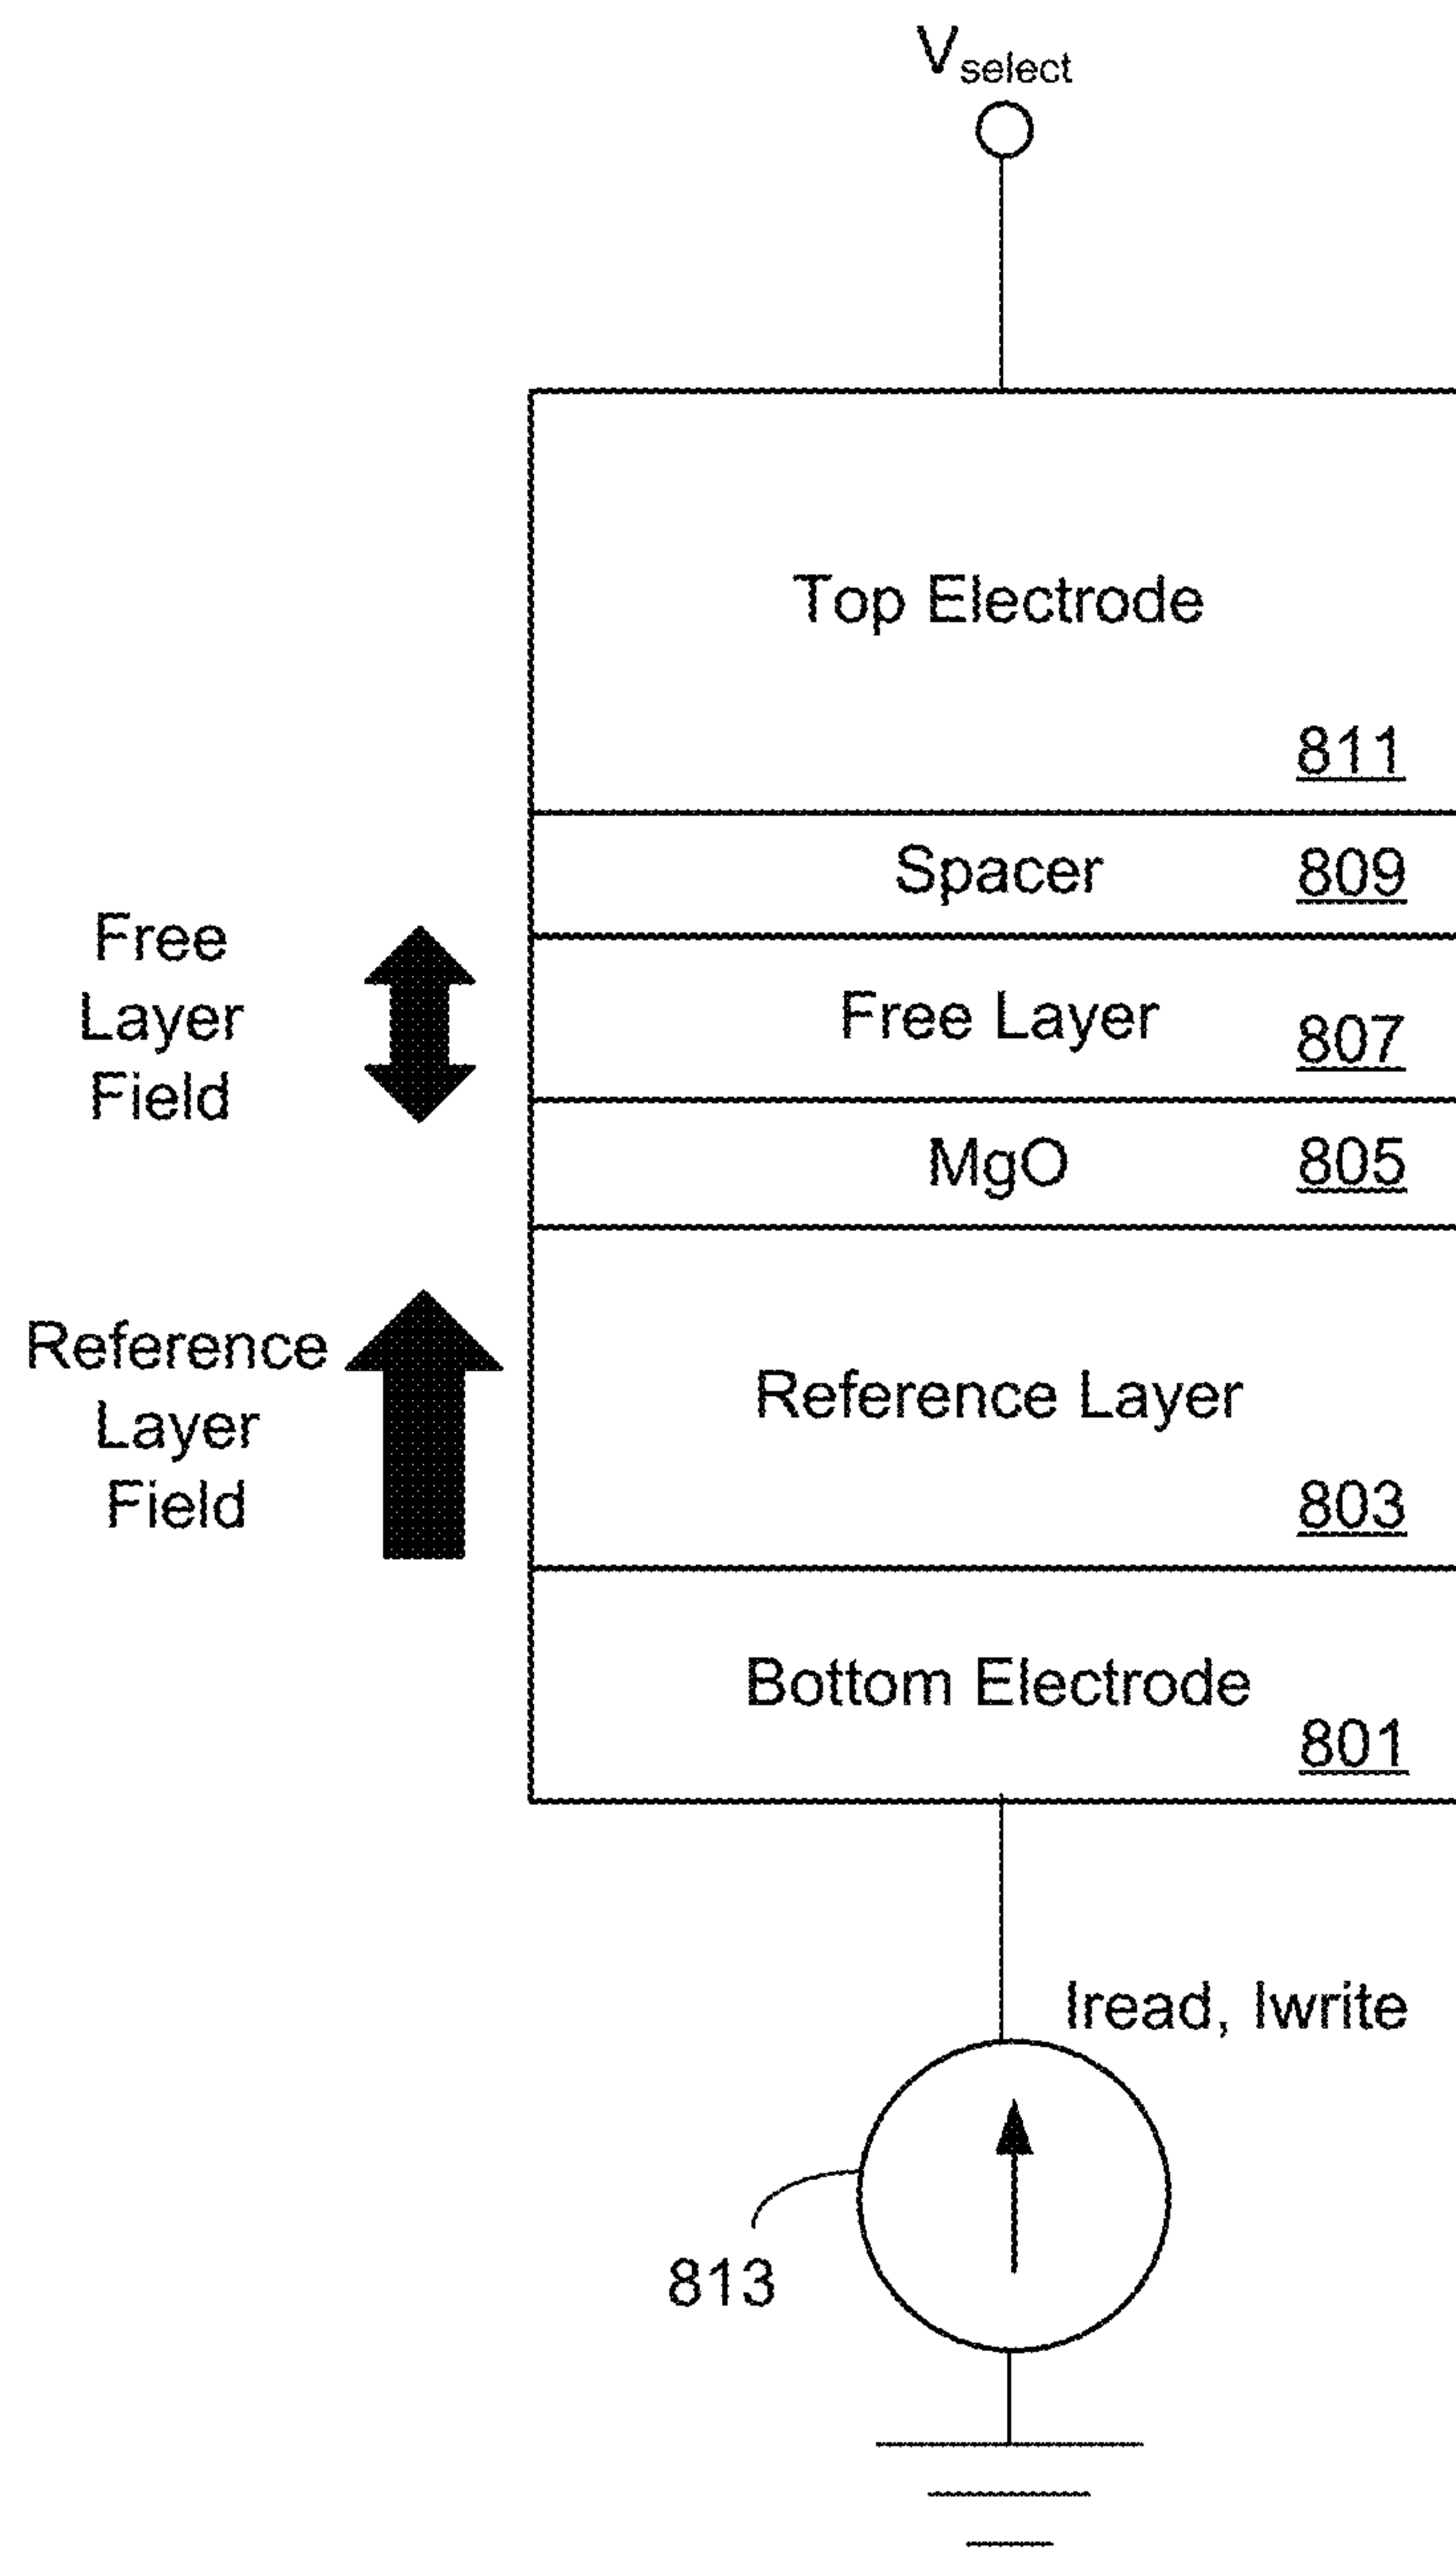 Vselect
Top Electrode
811
Spacer 809
Free Layer Field
Free Layer 807
MgO 805
Reference Layer Field
Reference Layer
803
Bottom Electrode
801
Iread, Iwrite
813